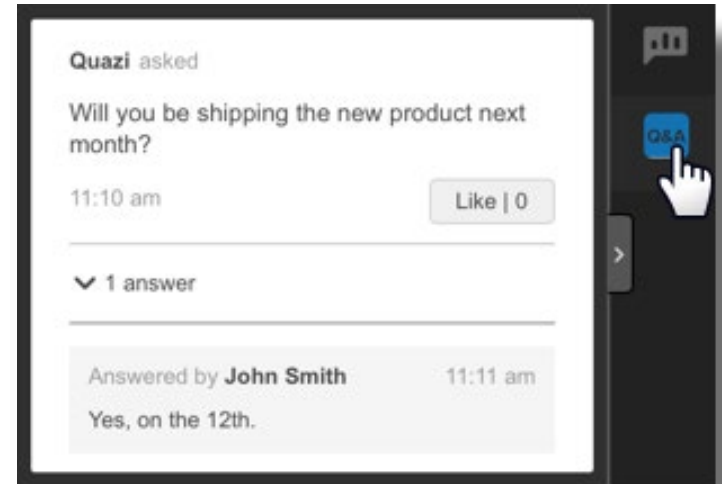 Quazi asked
Will you be shipping the new product next
month?
11:10 am
Like | 0
1 answer
Answered by John Smith
11:11 am
Yes, on the 12th.
Q&A